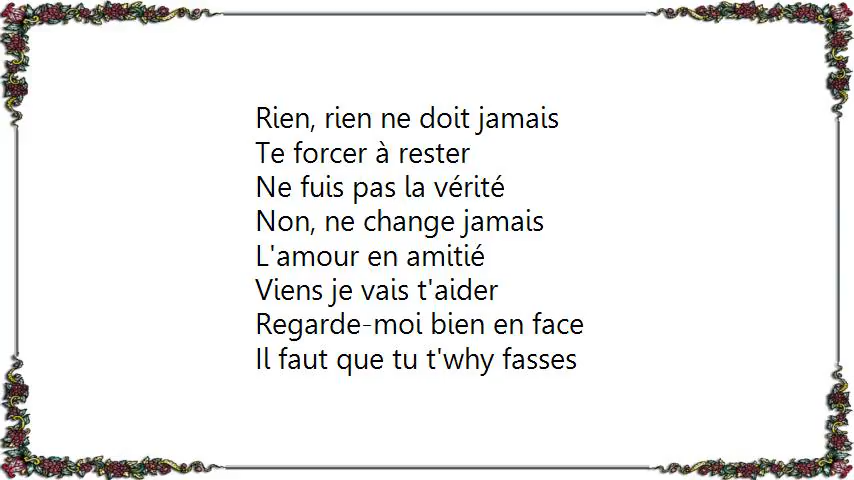 Rien, rien ne doit jamais
Te forcer à rester
Ne fuis pas la vérité
Non, ne change jamais
L'amour en amitié
Viens je vais t'aider
Regarde-moi bien en face
Il faut que tu t'why fasses